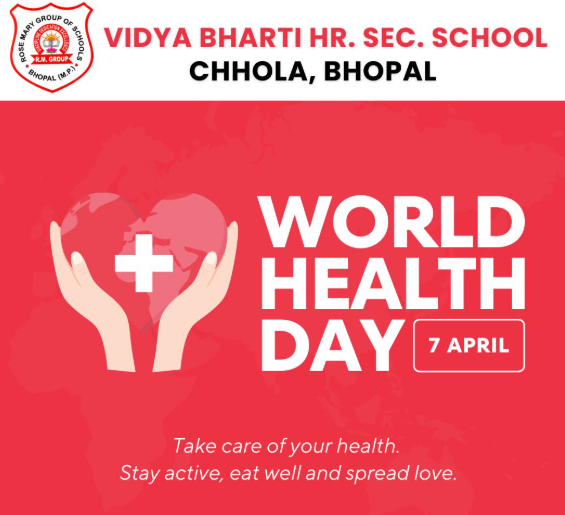 ROSE MARY GROUP OF SCHOOLS
R.M. GROUP
BHOPAL (M.P.)
VIDYA BHARTI HR. SEC. SCHOOL
CHHOLA, BHOPAL
WORLD
HEALTH
DAY
7 APRIL
Take care of your health.
Stay active, eat well and spread love.